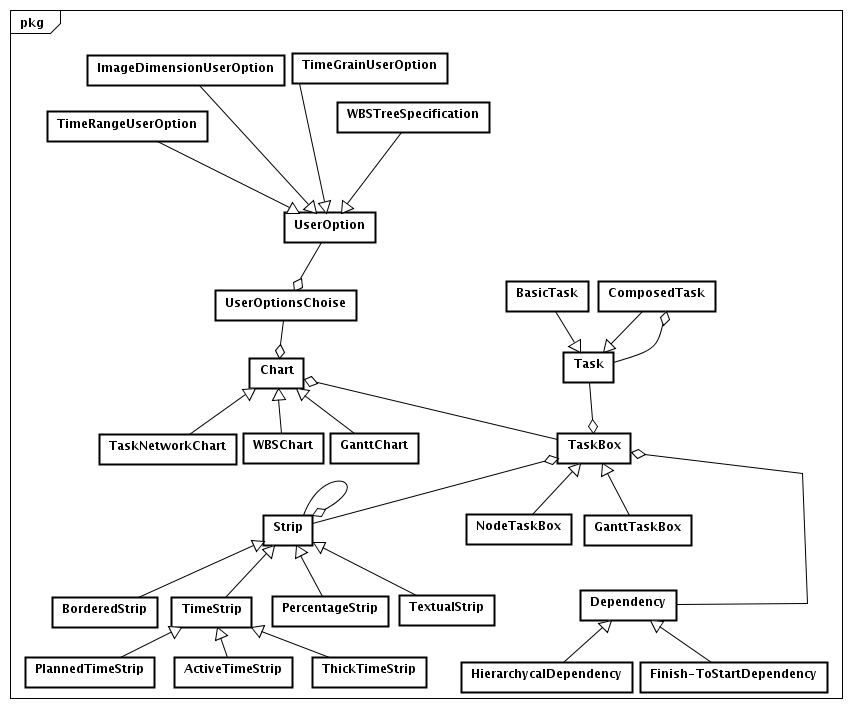 pkg
ImageDimensionUserOption
TimeGrainUserOption
TimeRangeUserOption
WBSTreeSpecification
UserOption
UserOptionsChoise
BasicTask
ComposedTask
Chart
Task
TaskNetworkChart
WBSChart
GanttChart
TaskBox
Strip
NodeTaskBox
GanttTaskBox
BorderedStrip
TimeStrip
PercentageStrip
TextualStrip
Dependency
PlannedTimeStrip
ActiveTimeStrip
ThickTimeStrip
HierarchycalDependency
Finish-ToStartDependency